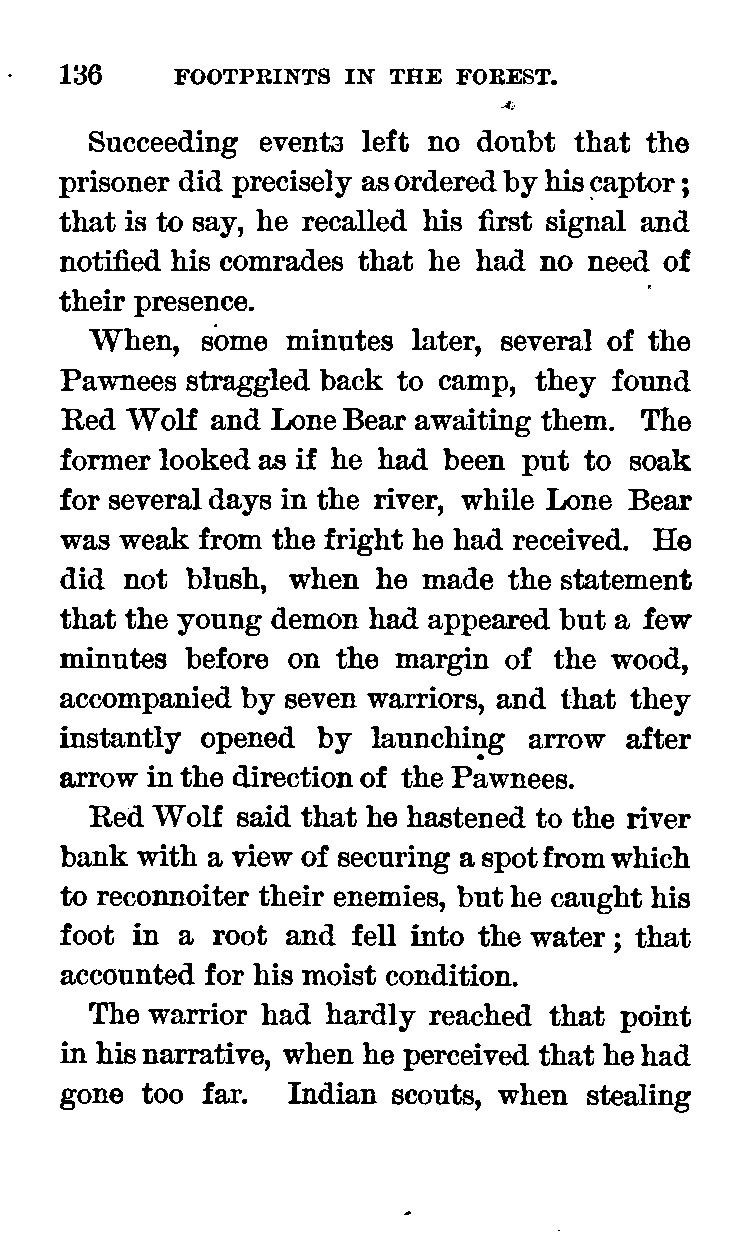 136 FOOTPRINTS IN THE FOREST.
Succeeding events left no doubt that the
prisoner did precisely as ordered by his captor;
that is to say, he recalled his first signal and
notified his comrades that he had no need of
their presence.
When, some minutes later, several of the
Pawnees straggled back to camp, they found
Red Wolf and Lone Bear awaiting them. The
former looked as if he had been put to soak
for several days in the river, while Lone Bear
was weak from the fright he had received. He
did not blush, when he made the statement
that the young demon had appeared but a few
minutes before on the margin of the wood,
accompanied by seven warriors, and that they
instantly opened by launching arrow after
arrow in the direction of the Pawnees.
Red Wolf said that he hastened to the river
bank with a view of securing a spot from which
to reconnoiter their enemies, but he caught his
foot in a root and fell into the water; that
accounted for his moist condition.
The warrior had hardly reached that point
in his narrative, when he perceived that he had
gone too far. Indian scouts, when stealing